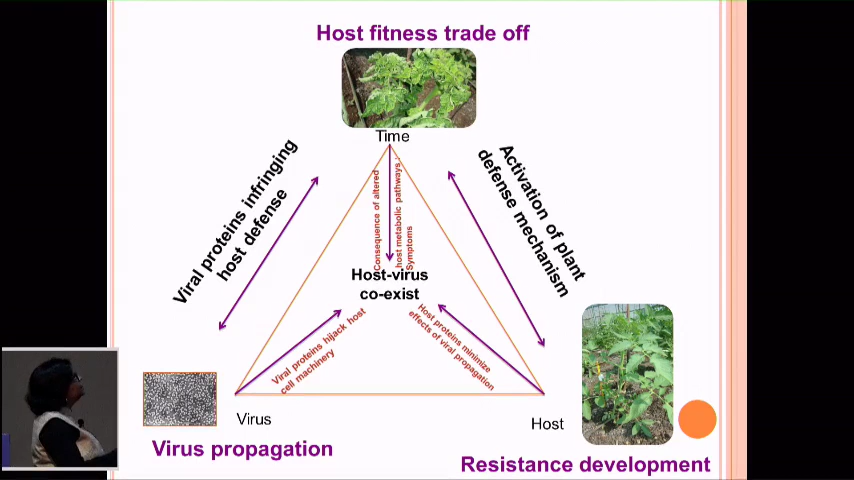 Host fitness trade off
Time
Viral proteins infringing
host defense
Activation of plant
defense mechanism
Consequence of altered
host metabolic pathways :
Symptoms
Host-virus
co-exist
Viral proteins hijack host
cell machinery
Host proteins minimize
effects of viral propagation
Virus
Host
Virus propagation
Resistance development